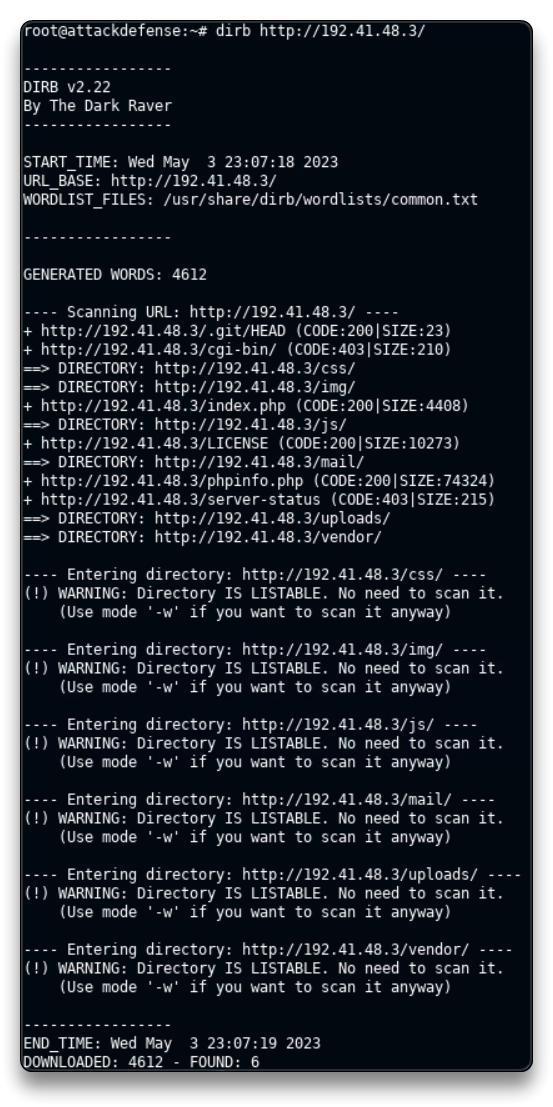 root@attackdefense:~# dirb http://192.41.48.3/
-----------------
DIRB v2.22
By The Dark Raver
-----------------
START_TIME: Wed May  3 23:07:18 2023
URL_BASE: http://192.41.48.3/
WORDLIST_FILES: /usr/share/dirb/wordlists/common.txt
-----------------
GENERATED WORDS: 4612
---- Scanning URL: http://192.41.48.3/ ----
+ http://192.41.48.3/.git/HEAD (CODE:200|SIZE:23)
+ http://192.41.48.3/cgi-bin/ (CODE:403|SIZE:210)
==> DIRECTORY: http://192.41.48.3/css/
==> DIRECTORY: http://192.41.48.3/img/
+ http://192.41.48.3/index.php (CODE:200|SIZE:4408)
==> DIRECTORY: http://192.41.48.3/js/
+ http://192.41.48.3/LICENSE (CODE:200|SIZE:10273)
==> DIRECTORY: http://192.41.48.3/mail/
+ http://192.41.48.3/phpinfo.php (CODE:200|SIZE:74324)
+ http://192.41.48.3/server-status (CODE:403|SIZE:215)
==> DIRECTORY: http://192.41.48.3/uploads/
==> DIRECTORY: http://192.41.48.3/vendor/
---- Entering directory: http://192.41.48.3/css/ ----
(!) WARNING: Directory IS LISTABLE. No need to scan it.
    (Use mode '-w' if you want to scan it anyway)
---- Entering directory: http://192.41.48.3/img/ ----
(!) WARNING: Directory IS LISTABLE. No need to scan it.
    (Use mode '-w' if you want to scan it anyway)
---- Entering directory: http://192.41.48.3/js/ ----
(!) WARNING: Directory IS LISTABLE. No need to scan it.
    (Use mode '-w' if you want to scan it anyway)
---- Entering directory: http://192.41.48.3/mail/ ----
(!) WARNING: Directory IS LISTABLE. No need to scan it.
    (Use mode '-w' if you want to scan it anyway)
---- Entering directory: http://192.41.48.3/uploads/ ----
(!) WARNING: Directory IS LISTABLE. No need to scan it.
    (Use mode '-w' if you want to scan it anyway)
---- Entering directory: http://192.41.48.3/vendor/ ----
(!) WARNING: Directory IS LISTABLE. No need to scan it.
    (Use mode '-w' if you want to scan it anyway)
-----------------
END_TIME: Wed May  3 23:07:19 2023
DOWNLOADED: 4612 - FOUND: 6